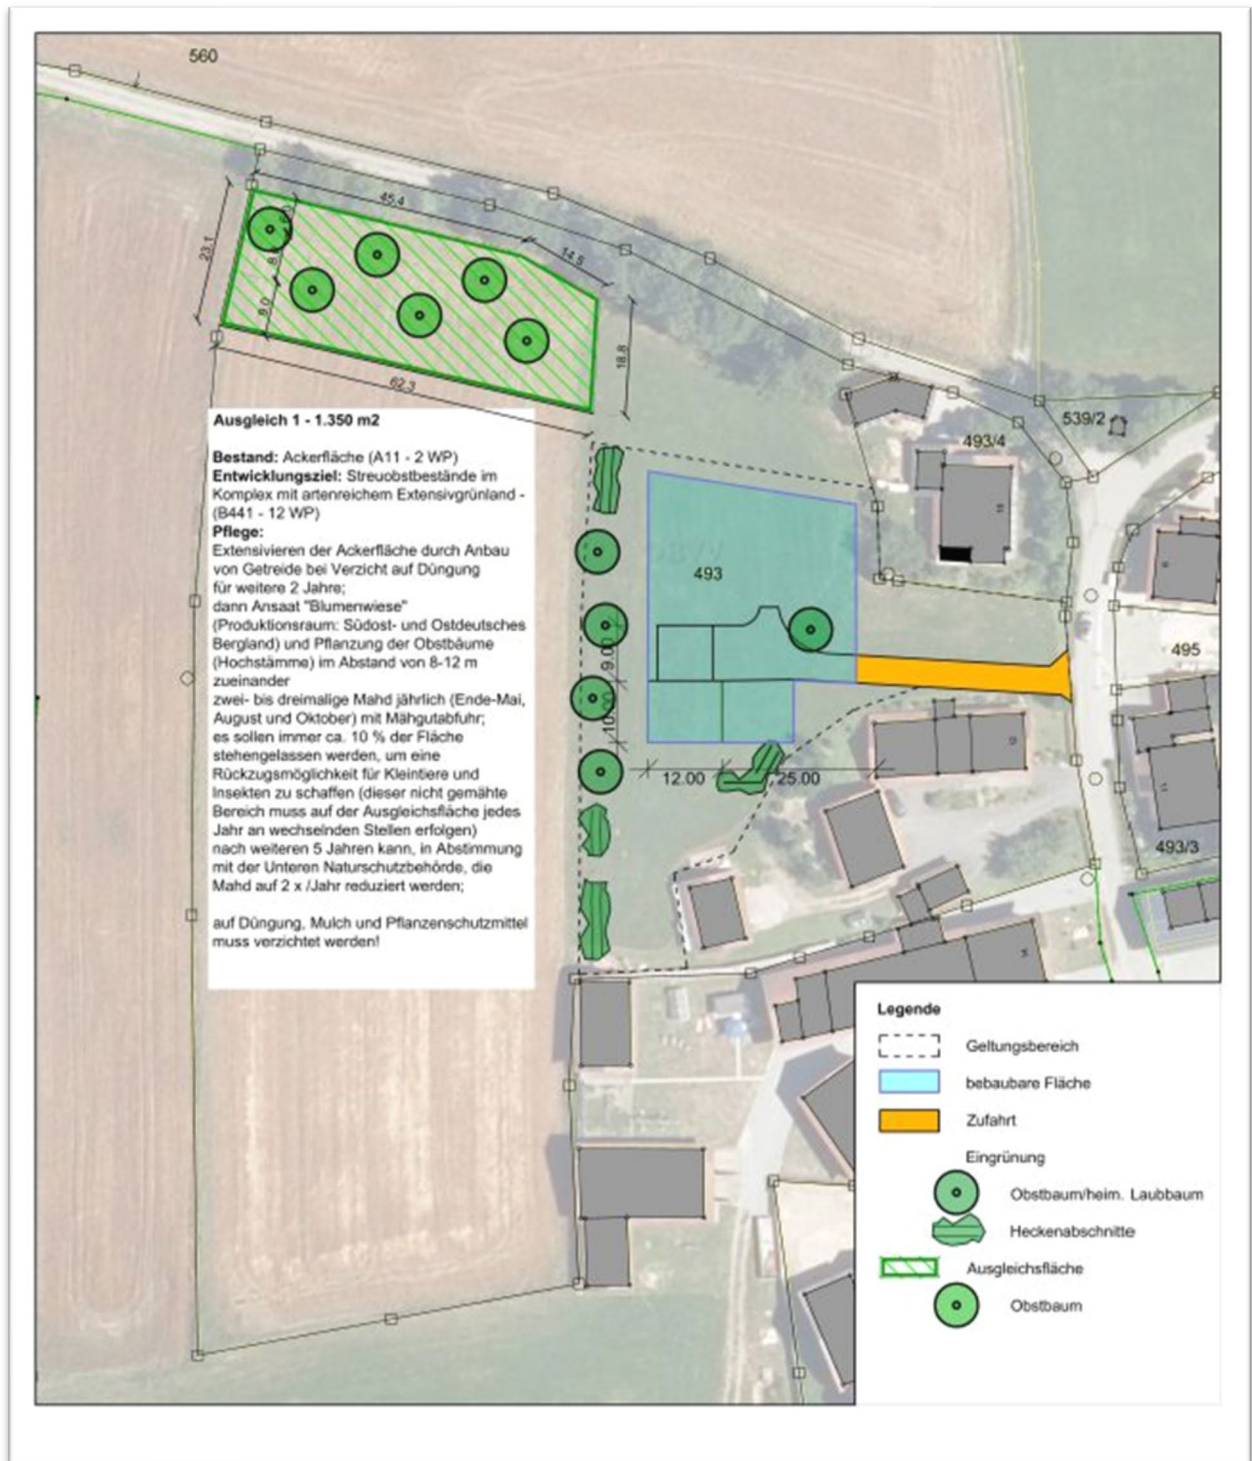 560
45.4
14.5
23.1
9.0
18.8
62.3
539/2
493/4
Ausgleich 1 - 1.350 m2
Bestand: Ackerfläche (A11 - 2 WP)
Entwicklungsziel: Streuobstbestände im
Komplex mit artenreichem Extensivgrünland -
(B441 - 12 WP)
Pflege:
Extensivieren der Ackerfläche durch Anbau
von Getreide bei Verzicht auf Düngung
für weitere 2 Jahre;
dann Ansaat "Blumenwiese"
(Produktionsraum: Südost- und Ostdeutsches
Bergland) und Pflanzung der Obstbäume
(Hochstämme) im Abstand von 8-12 m
zueinander
zwei- bis dreimalige Mahd jährlich (Ende-Mai,
August und Oktober) mit Mähgutabfuhr;
es sollen immer ca. 10 % der Fläche
stehengelassen werden, um eine
Rückzugsmöglichkeit für Kleintiere und
Insekten zu schaffen (dieser nicht gemähte
Bereich muss auf der Ausgleichsfläche jedes
Jahr an wechselnden Stellen erfolgen)
nach weiteren 5 Jahren kann, in Abstimmung
mit der Unteren Naturschutzbehörde, die
Mahd auf 2 x /Jahr reduziert werden;
auf Düngung, Mulch und Pflanzenschutzmittel
muss verzichtet werden!
493
9.00
495
12.00
25.00
493/3
Legende
Geltungsbereich
bebaubare Fläche
Zufahrt
Eingrünung
Obstbaum/heim. Laubbaum
Heckenabschnitte
Ausgleichsfläche
Obstbaum